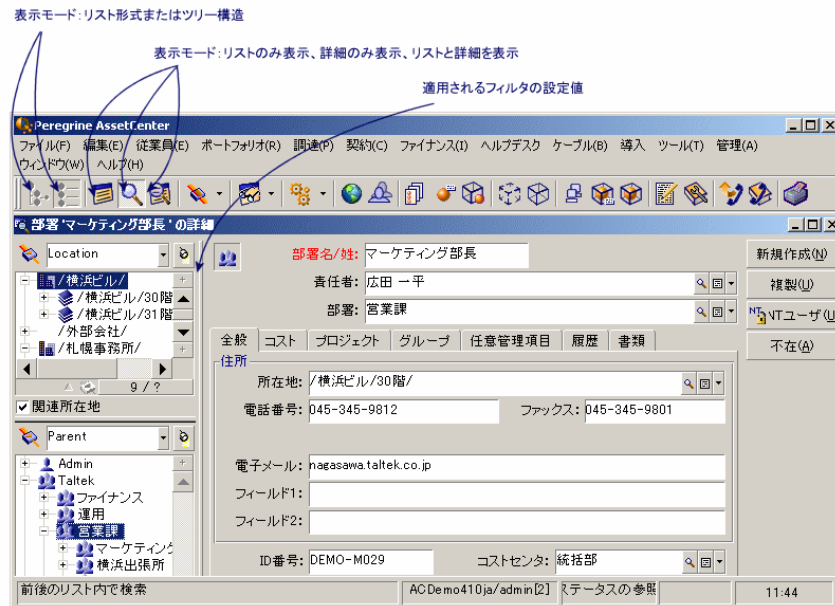 表示モード:リスト形式またはツリー構造
表示モード:リストのみ表示、詳細のみ表示、リストと詳細を表示
適用されるフィルタの設定値
Peregrine AssetCenter
ファイル(F) 編集(E) 従業員(E) ポートフォリオ(R) 調達(P) 契約(C) ファイナンス(I) ヘルプデスク ケーブル(B) 導入 ツール(T) 管理(A)
ウィンドウ(W) ヘルプ(H)
部署 'マーケティング部長 ' の詳細
Location
/横浜ビル/
/横浜ビル/30階
/横浜ビル/31階
/外部会社/
/札幌事務所/
9 / ?
関連所在地
Parent
Admin
Taltek
ファイナンス
運用
営業課
マーケティング
横浜出張所
部署名/姓: マーケティング部長
責任者: 広田 一平
部署: 営業課
全般 コスト プロジェクト グループ 任意管理項目 履歴 書類
住所
所在地: /横浜ビル/30階/
電話番号: 045-345-9812 ファックス: 045-345-9801
電子メール: nagasawa.taltek.co.jp
フィールド1:
フィールド2:
ID番号: DEMO-M029 コストセンタ: 統括部
新規作成(N)
複製(U)
NTユーザ(U
不在(A)
前後のリスト内で検索 ACDemo410ja/admin[2] ステータスの参照 11:44